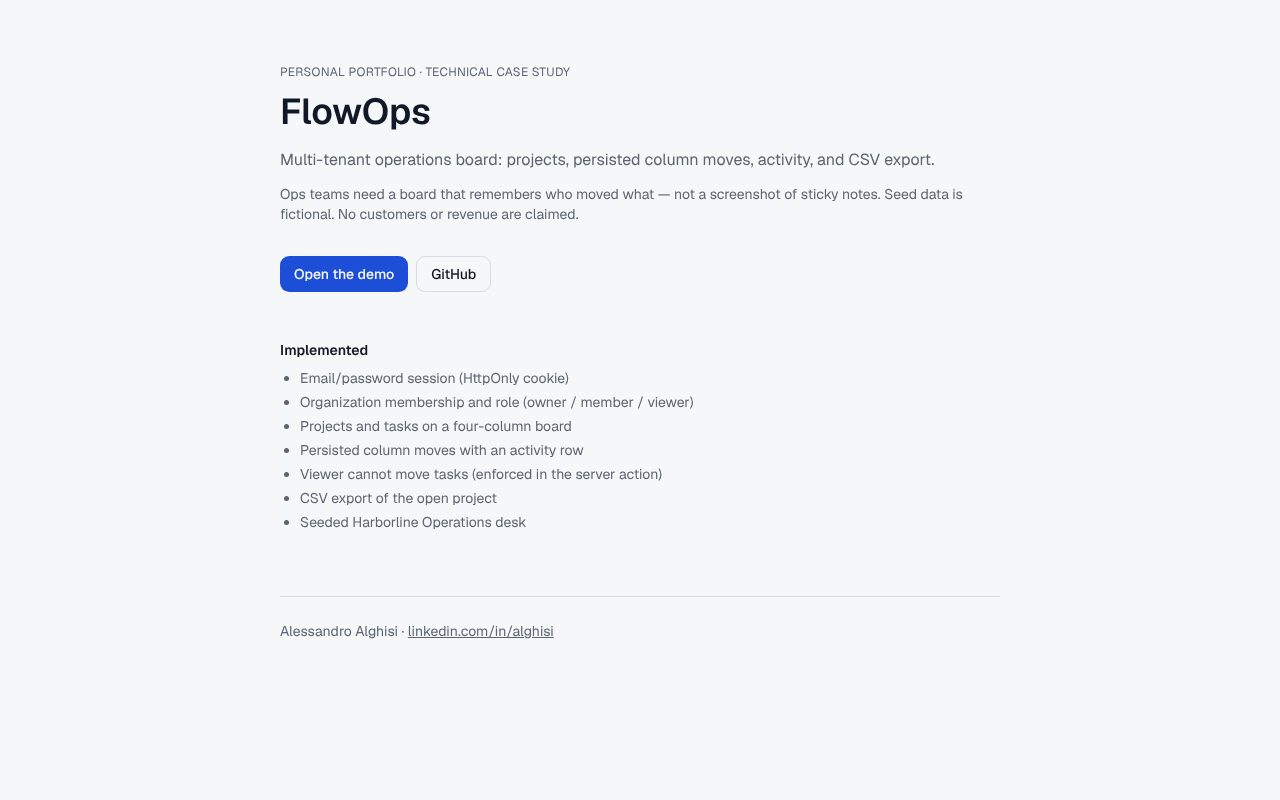 PERSONAL PORTFOLIO · TECHNICAL CASE STUDY
FlowOps
Multi-tenant operations board: projects, persisted column moves, activity, and CSV export.
Ops teams need a board that remembers who moved what — not a screenshot of sticky notes. Seed data is
fictional. No customers or revenue are claimed.
Open the demo
GitHub
Implemented
Email/password session (HttpOnly cookie)
Organization membership and role (owner / member / viewer)
Projects and tasks on a four-column board
Persisted column moves with an activity row
Viewer cannot move tasks (enforced in the server action)
CSV export of the open project
Seeded Harborline Operations desk
Alessandro Alghisi · linkedin.com/in/alghisi